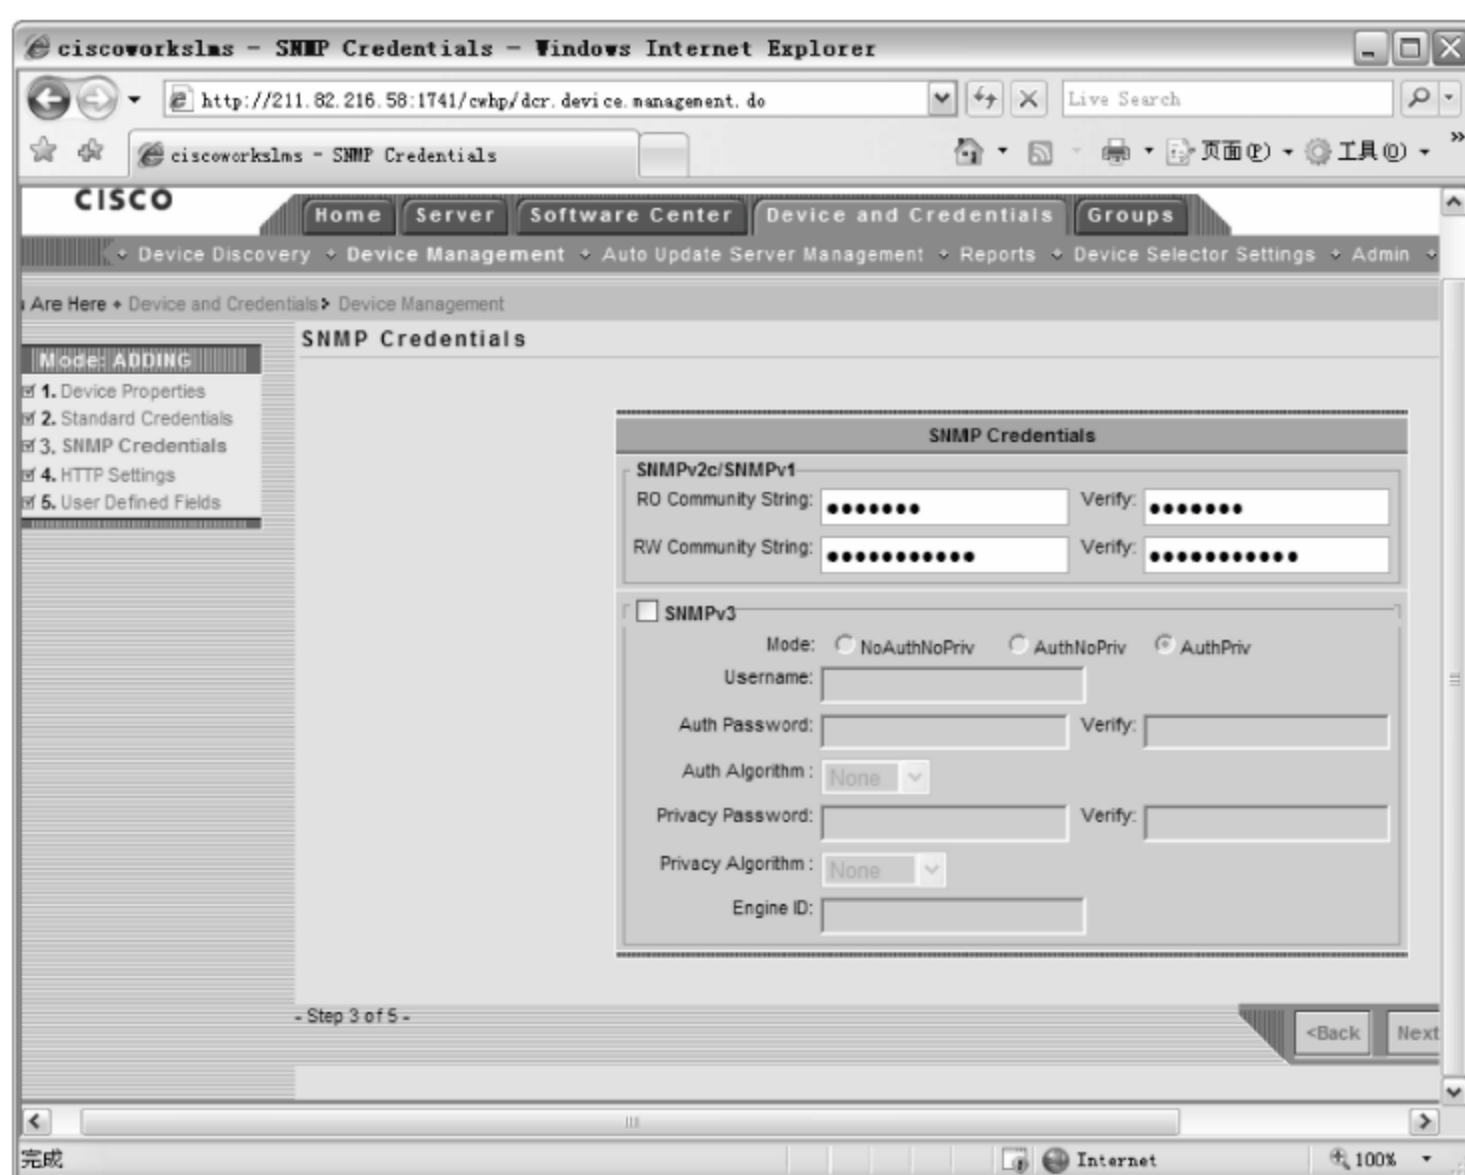 ciscoworkslms - SNMP Credentials - Windows Internet Explorer
http://211.82.216.58:1741/cwhp/dcr.device.management.do
Live Search
ciscoworkslms - SNMP Credentials
页面(P)
工具(O)
CISCO
Home Server Software Center Device and Credentials Groups
Device Discovery Device Management Auto Update Server Management Reports Device Selector Settings Admin
Are Here Device and Credentials Device Management
SNMP Credentials
Mode: ADDING
1. Device Properties
2. Standard Credentials
3. SNMP Credentials
4. HTTP Settings
5. User Defined Fields
SNMP Credentials
SNMPv2c/SNMPv1
RO Community String: ●●●●●●● Verify: ●●●●●●●
RW Community String: ●●●●●●●●●●● Verify: ●●●●●●●●●●●
SNMPv3
Mode: NoAuthNoPriv AuthNoPriv AuthPriv
Username:
Auth Password: Verify:
Auth Algorithm : None
Privacy Password: Verify:
Privacy Algorithm : None
Engine ID:
- Step 3 of 5 -
<Back Next
完成
Internet
100%